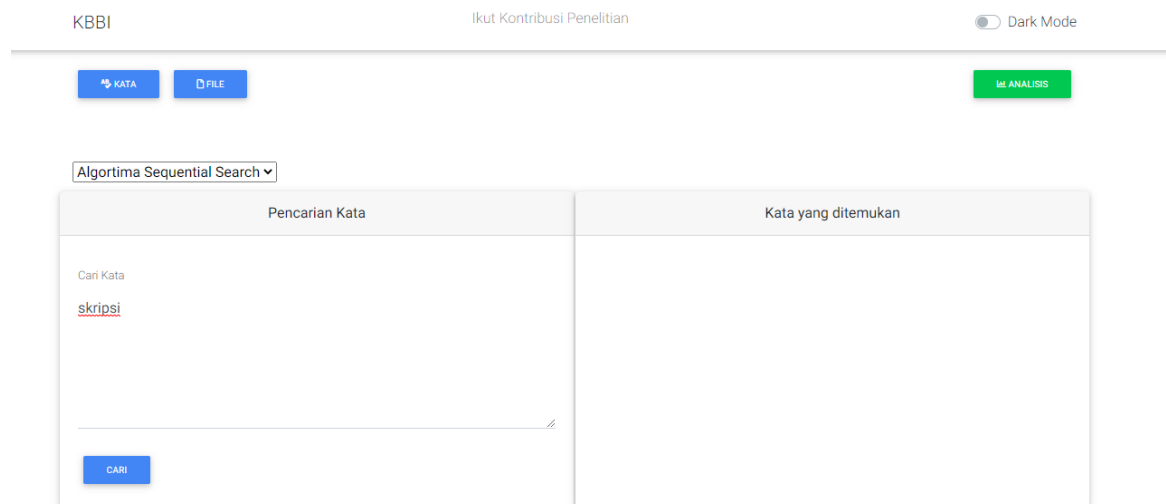 KBBI Ikut Kontribusi Penelitian Dark Mode
KATA FILE ANALISIS
Algortima Sequential Search
Pencarian Kata Kata yang ditemukan
Cari Kata
skripsi
CARI